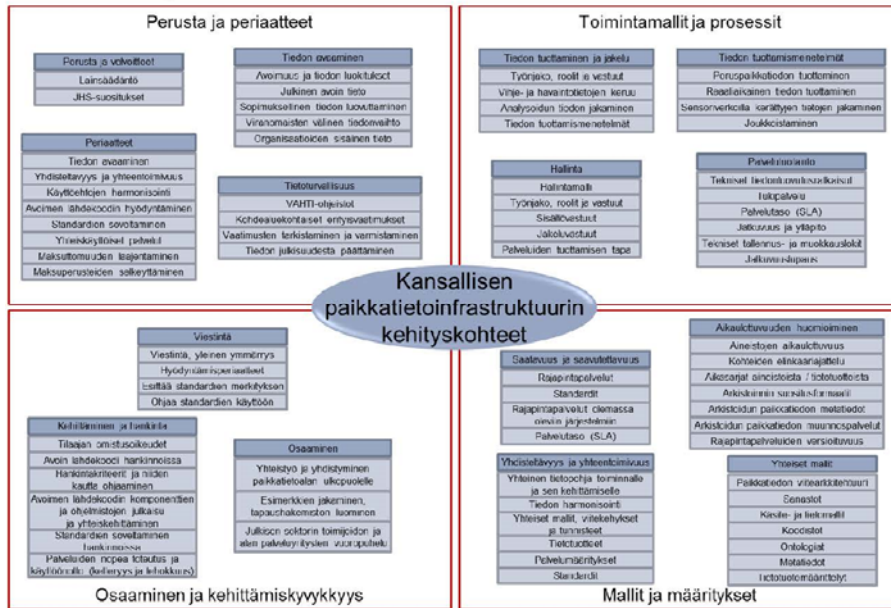 Perusta ja periaatteet
Perusta ja velvoitteet
Lainsäädäntö
JHS-suositukset
Tiedon avaaminen
Avoimuus ja tiedon luokitukset
Julkinen avoin tieto
Sopimuksellinen tiedon luovuttaminen
Viranomaisten välinen tiedonvaihto
Organisaatioiden sisäinen tieto
Periaatteet
Tiedon avaaminen
Yhdisteltävyys ja yhteentoimivuus
Käyttöehtojen harmonisointi
Avoimen lähdekoodin hyödyntäminen
Standardien soveltaminen
Yhteiskäyttöiset palvelut
Maksuttomuuden laajentaminen
Maksuperusteiden selkeyttäminen
Tietoturvallisuus
VAHTI-ohjeistot
Kohdealuekohtaiset erityisvaatimukset
Vaatimusten tarkistaminen ja varmistaminen
Tiedon julkisuudesta päättäminen
Toimintamallit ja prosessit
Tiedon tuottaminen ja jakelu
Työnjako, roolit ja vastuut
Vihje- ja havaintotietojen keruu
Analysoidun tiedon jakaminen
Tiedon tuottamismenetelmät
Tiedon tuottamismenetelmät
Peruspaikkatiedon tuottaminen
Reaaliaikainen tiedon tuottaminen
Sensoriverkoilla kerättyjen tietojen jakaminen
Joukkoistaminen
Hallinta
Hallintamalli
Työnjako, roolit ja vastuut
Sisältövastuut
Jakeluvastuut
Palveluiden tuottamisen tapa
Palvelutuotanto
Tekniset tiedonluovutusratkaisut
Tukipalvelu
Palvelutaso (SLA)
Jatkuvuus ja ylläpito
Tekniset tallennus- ja muokkauslokit
Jatkuvuuslupaus
Kansallisen
paikkatietoinfrastruktuurin
kehityskohteet
Viestintä
Viestintä, yleinen ymmärrys
Hyödyntämisperiaatteet
Esittää standardien merkityksen
Ohjaa standardien käyttöön
Kehittäminen ja hankinta
Tilaajan omistusoikeudet
Avoin lähdekoodi hankinnoissa
Hankintakriteerit ja niiden
kautta ohjaaminen
Avoimen lähdekoodin komponenttien
ja ohjelmistojen julkaisu
ja yhteiskehittäminen
Standardien soveltaminen
hankinnoissa
Palveluiden nopea toteutus ja
käyttöönotto (ketteryys ja tehokkuus)
Osaaminen
Yhteistyö ja yhdistyminen
paikkatietoalan ulkopuolelle
Esimerkkien jakaminen,
tapaushakemiston luominen
Julkisen sektorin toimijoiden ja
alan palveluyritysten vuoropuhelu
Osaaminen ja kehittämiskyvykkyys
Saatavuus ja saavutettavuus
Rajapintapalvelut
Standardit
Rajapintapalvelut olemassa
oleviin järjestelmiin
Palvelutaso (SLA)
Aikaulottuvuuden huomioiminen
Aineistojen aikaulottuvuus
Kohteiden elinkaariajattelu
Aikasarjat aineistoista / tietotuotteista
Arkistoinnin suositusformaatit
Arkistoidun paikkatiedon metatiedot
Arkistoidun paikkatiedon muunnospalvelut
Rajapintapalveluiden versioituvuus
Yhdisteltävyys ja yhteentoimivuus
Yhteinen tietopohja toiminnalle
ja sen kehittämiselle
Tiedon harmonisointi
Yhteiset mallit, viitekehykset
ja tunnisteet
Tietotuotteet
Palvelumääritykset
Standardit
Yhteiset mallit
Paikkatiedon viitearkkitehtuuri
Sanastot
Käsite- ja tietomallit
Koodistot
Ontologiat
Metatiedot
Tietotuotemäärittelyt
Mallit ja määritykset